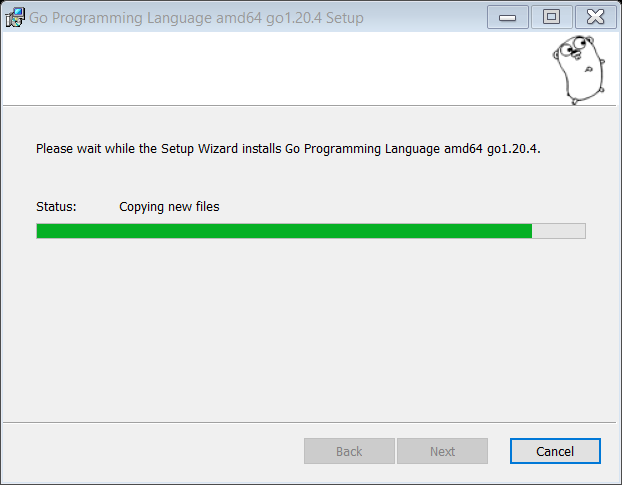 Go Programming Language amd64 go1.20.4 Setup
Please wait while the Setup Wizard installs Go Programming Language amd64 go1.20.4.
Status: Copying new files
Back Next Cancel